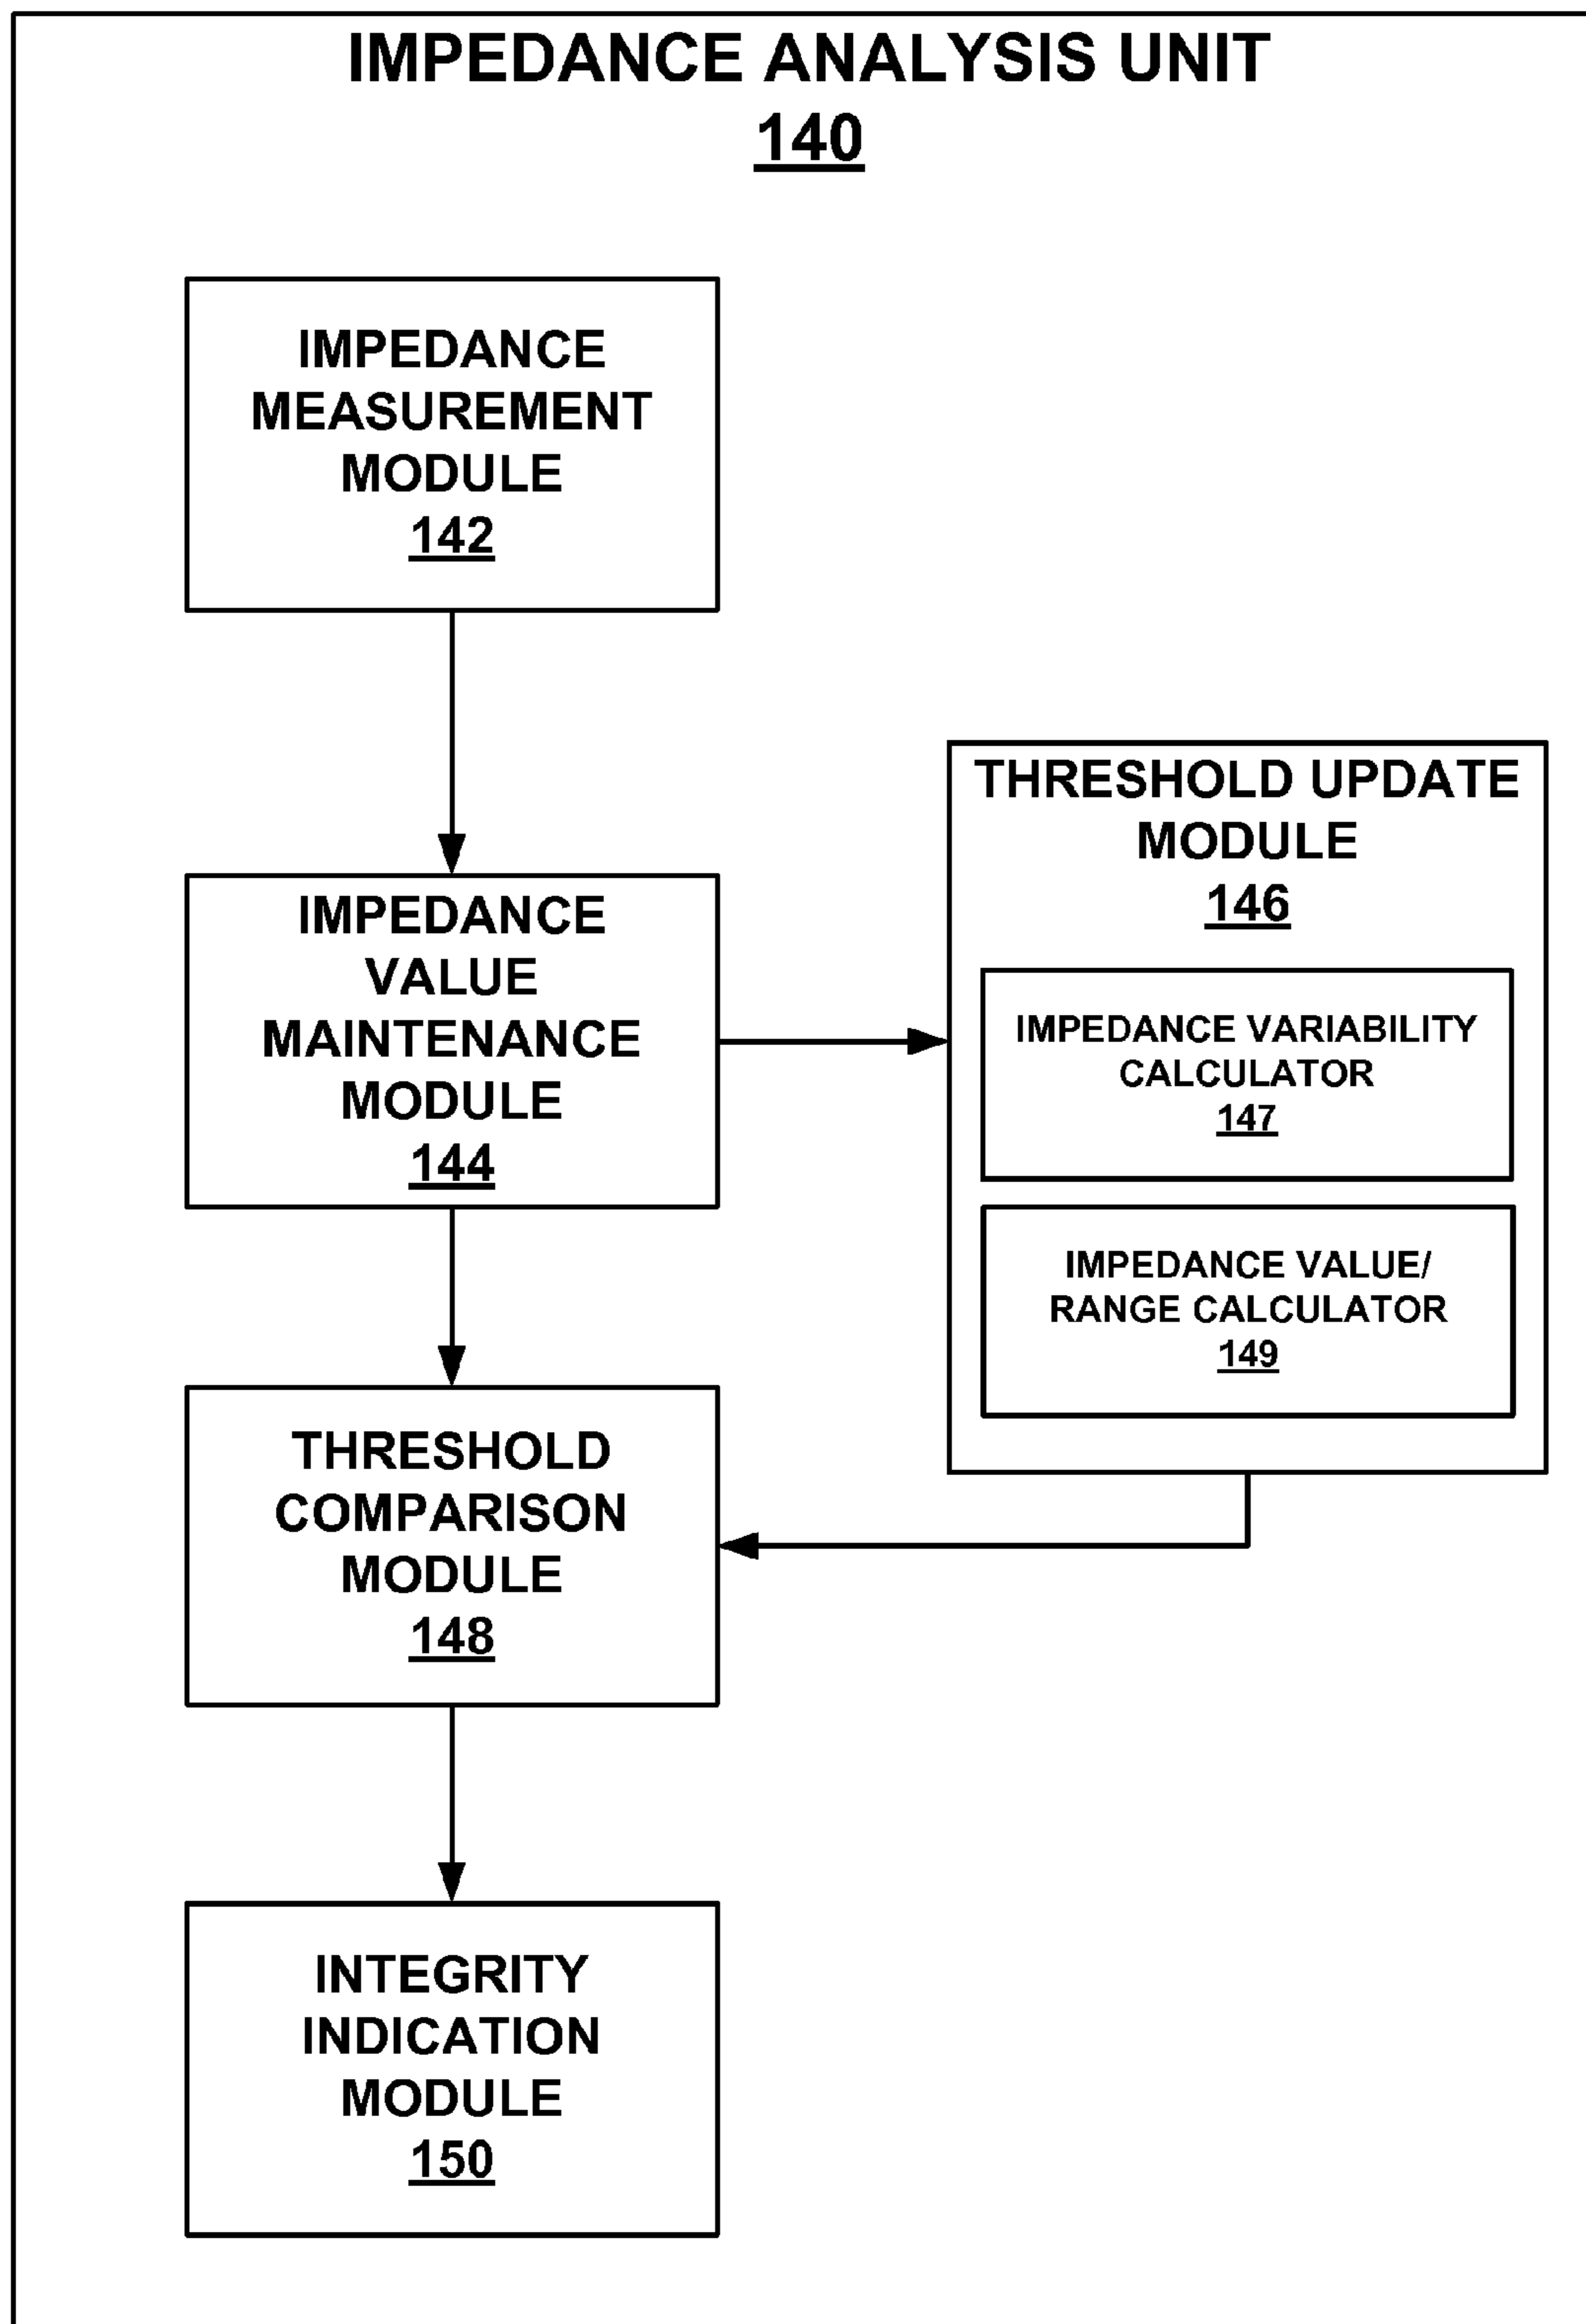 IMPEDANCE ANALYSIS UNIT
140
IMPEDANCE
MEASUREMENT
MODULE
142
IMPEDANCE
VALUE
MAINTENANCE
MODULE
144
THRESHOLD UPDATE
MODULE
146
IMPEDANCE VARIABILITY
CALCULATOR
147
IMPEDANCE VALUE/
RANGE CALCULATOR
149
THRESHOLD
COMPARISON
MODULE
148
INTEGRITY
INDICATION
MODULE
150